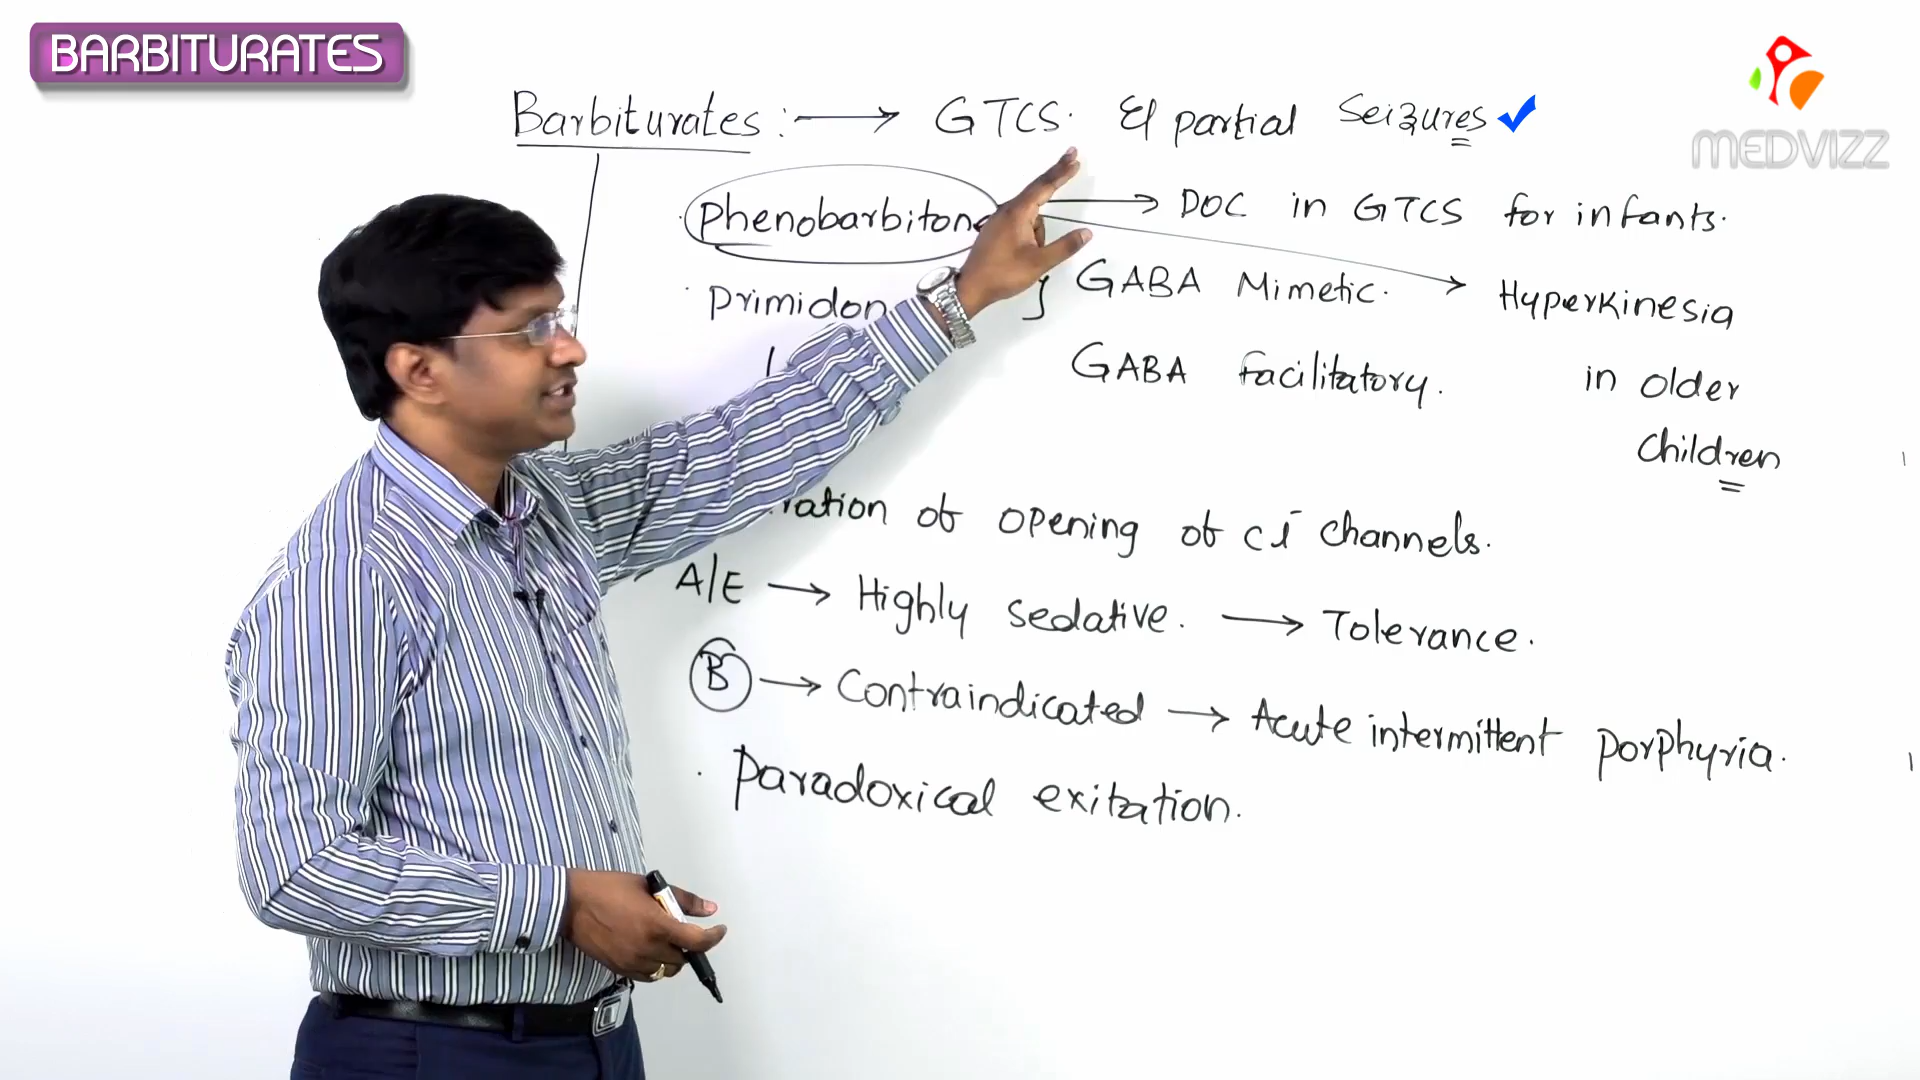 BARBITURATES
MEDVIZZ
Barbiturates : → GTCS. & partial Seizures ✓
phenobarbitone → DOC in GTCS for infants.
primidon } GABA Mimetic. → Hyperkinesia
GABA facilitatory. in older
children
ration of opening of cl⁻ channels.
A/E → Highly sedative. → Tolerance.
B → Contraindicated → Acute intermittent porphyria.
. Paradoxical exitation.